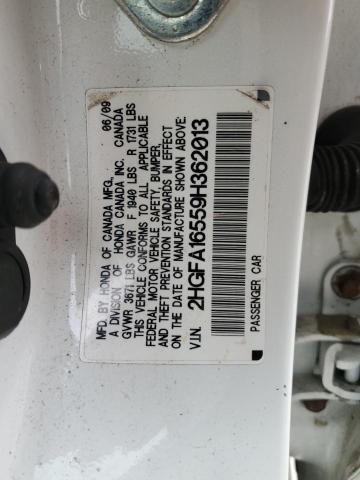 MFD. BY HONDA OF CANADA MFG. 06/09
A DIVISION OF HONDA CANADA INC. CANADA
GVWR 3671 LBS GAWR F 1940 LBS R 1731 LBS
THIS VEHICLE CONFORMS TO ALL APPLICABLE
FEDERAL MOTOR VEHICLE SAFETY, BUMPER,
AND THEFT PREVENTION STANDARDS IN EFFECT
ON THE DATE OF MANUFACTURE SHOWN ABOVE.
V.I.N. 2HGFA16559H362013
PASSENGER CAR